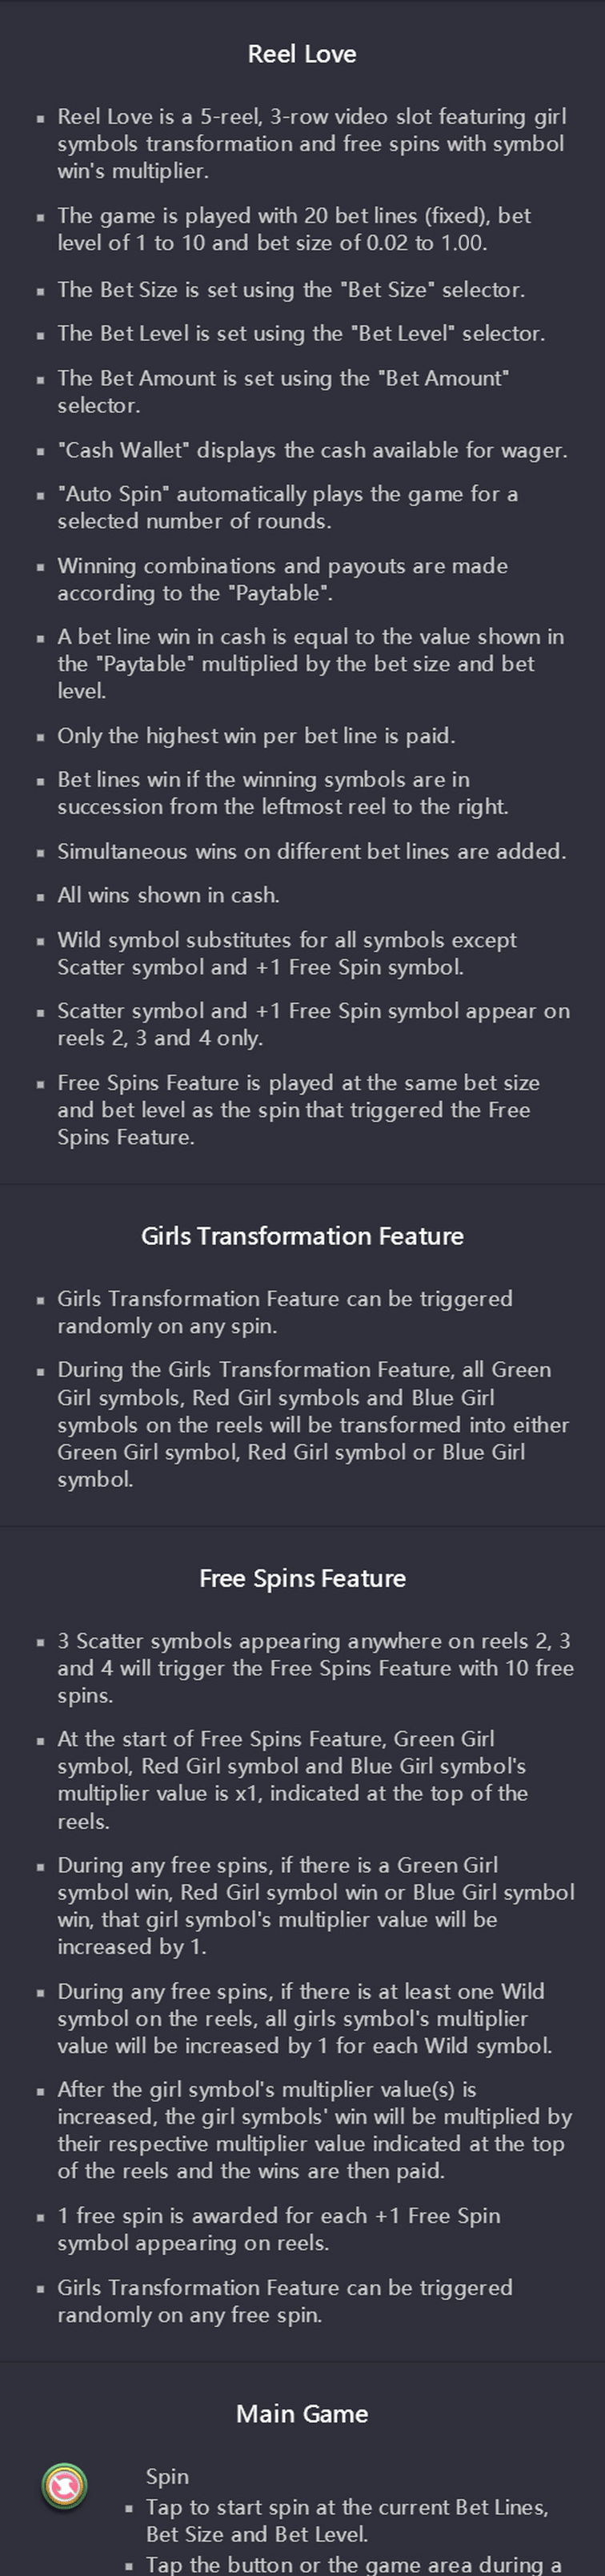 Reel Love
▪ Reel Love is a 5-reel, 3-row video slot featuring girl
symbols transformation and free spins with symbol
win's multiplier.
▪ The game is played with 20 bet lines (fixed), bet
level of 1 to 10 and bet size of 0.02 to 1.00.
▪ The Bet Size is set using the "Bet Size" selector.
▪ The Bet Level is set using the "Bet Level" selector.
▪ The Bet Amount is set using the "Bet Amount"
selector.
▪ "Cash Wallet" displays the cash available for wager.
▪ "Auto Spin" automatically plays the game for a
selected number of rounds.
▪ Winning combinations and payouts are made
according to the "Paytable".
▪ A bet line win in cash is equal to the value shown in
the "Paytable" multiplied by the bet size and bet
level.
▪ Only the highest win per bet line is paid.
▪ Bet lines win if the winning symbols are in
succession from the leftmost reel to the right.
▪ Simultaneous wins on different bet lines are added.
▪ All wins shown in cash.
▪ Wild symbol substitutes for all symbols except
Scatter symbol and +1 Free Spin symbol.
▪ Scatter symbol and +1 Free Spin symbol appear on
reels 2, 3 and 4 only.
▪ Free Spins Feature is played at the same bet size
and bet level as the spin that triggered the Free
Spins Feature.
Girls Transformation Feature
▪ Girls Transformation Feature can be triggered
randomly on any spin.
▪ During the Girls Transformation Feature, all Green
Girl symbols, Red Girl symbols and Blue Girl
symbols on the reels will be transformed into either
Green Girl symbol, Red Girl symbol or Blue Girl
symbol.
Free Spins Feature
▪ 3 Scatter symbols appearing anywhere on reels 2, 3
and 4 will trigger the Free Spins Feature with 10 free
spins.
▪ At the start of Free Spins Feature, Green Girl
symbol, Red Girl symbol and Blue Girl symbol's
multiplier value is x1, indicated at the top of the
reels.
▪ During any free spins, if there is a Green Girl
symbol win, Red Girl symbol win or Blue Girl symbol
win, that girl symbol's multiplier value will be
increased by 1.
▪ During any free spins, if there is at least one Wild
symbol on the reels, all girls symbol's multiplier
value will be increased by 1 for each Wild symbol.
▪ After the girl symbol's multiplier value(s) is
increased, the girl symbols' win will be multiplied by
their respective multiplier value indicated at the top
of the reels and the wins are then paid.
▪ 1 free spin is awarded for each +1 Free Spin
symbol appearing on reels.
▪ Girls Transformation Feature can be triggered
randomly on any free spin.
Main Game
Spin
▪ Tap to start spin at the current Bet Lines,
Bet Size and Bet Level.
▪ Tap the button or the game area during a